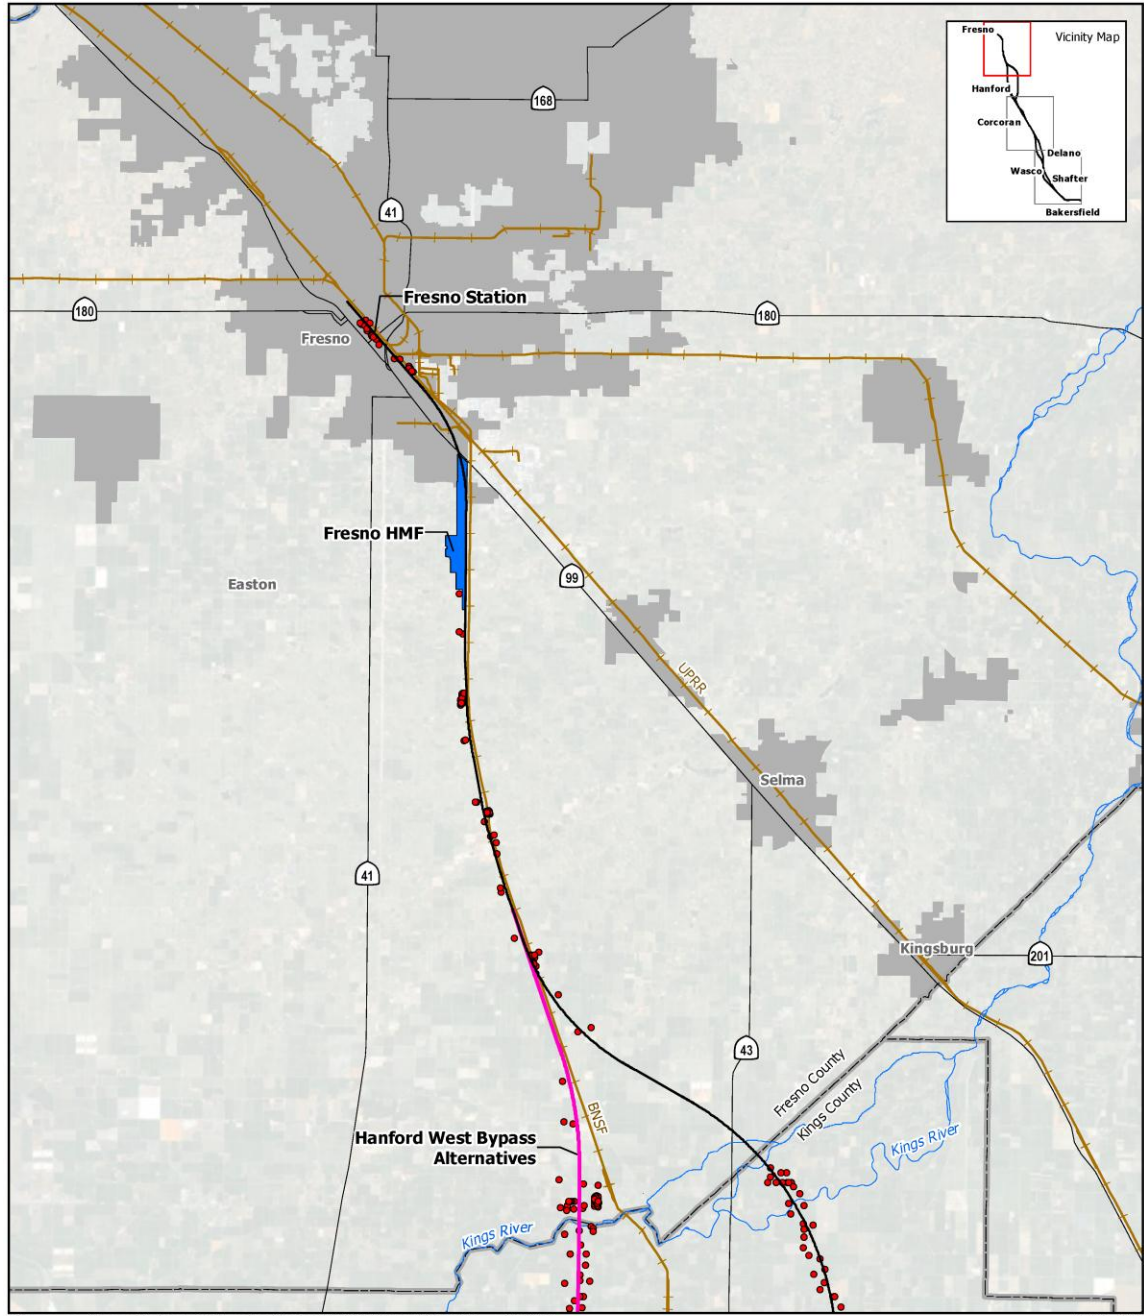 Fresno
Vicinity Map
Hanford
Corcoran
Delano
Wasco
Shafter
Bakersfield
168
41
Fresno Station
180
180
Fresno
Fresno HMF
99
Easton
UPRR
Selma
41
Kingsburg
201
43
Fresno County
Kings County
BNSF
Hanford West Bypass
Alternatives
Kings River
Kings River